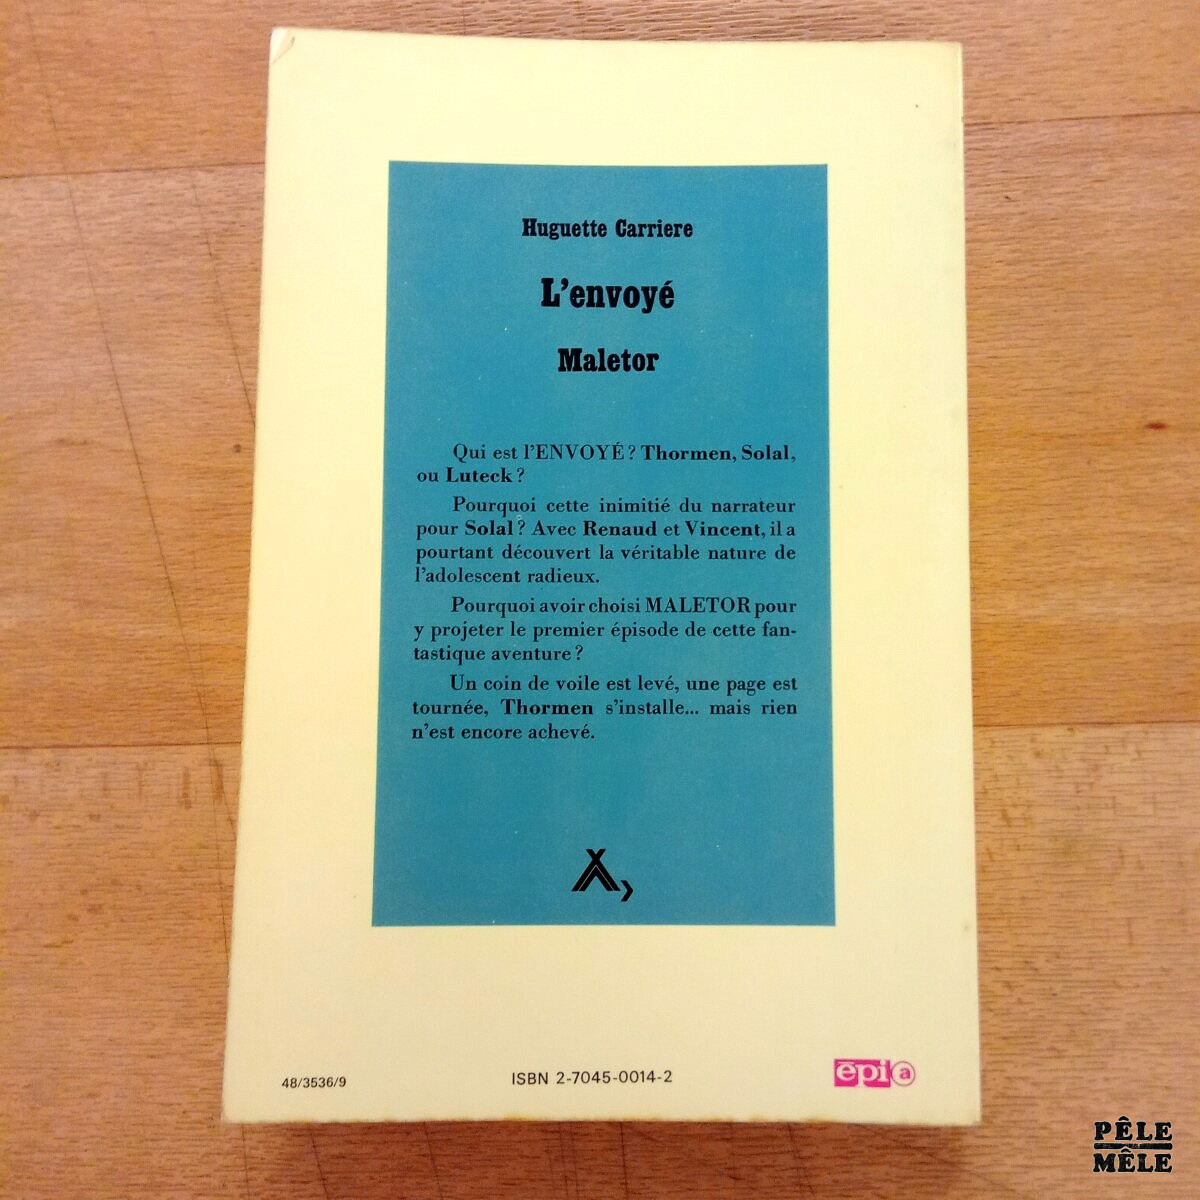 Huguette Carriere
L'envoyé
Maletor
Qui est l'ENVOYÉ? Thormen, Solal,
ou Luteck?
Pourquoi cette inimitié du narrateur
pour Solal? Avec Renaud et Vincent, il a
pourtant découvert la véritable nature de
l'adolescent radieux.
Pourquoi avoir choisi MALETOR pour
y projeter le premier épisode de cette fan-
tastique aventure?
Un coin de voile est levé, une page est
tournée, Thormen s'installe... mais rien
n'est encore achevé.
48/3536/9
ISBN 2-7045-0014-2
épi a
PÊLE
MÊLE